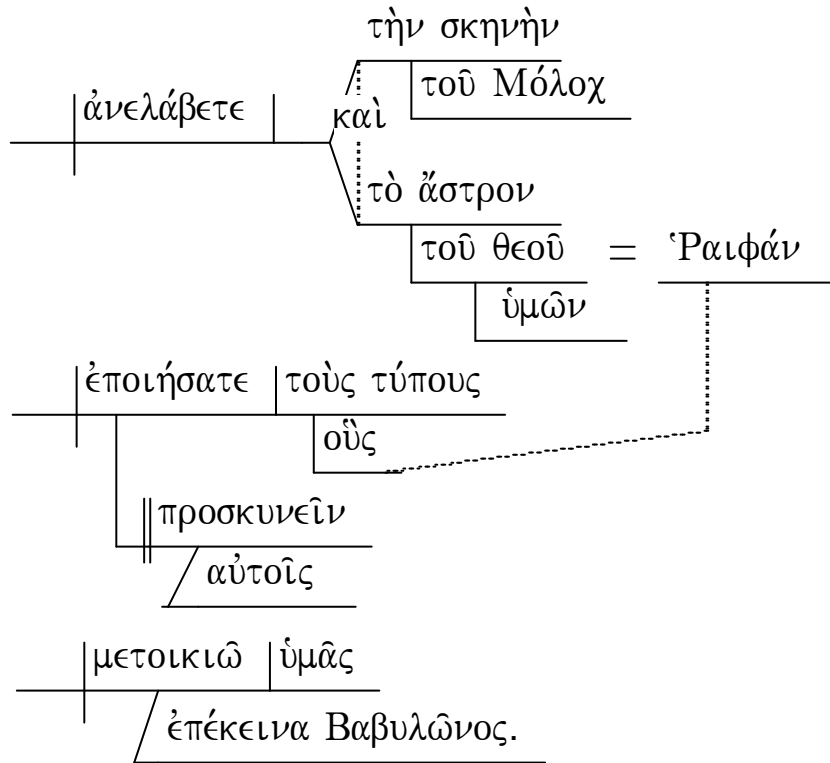 τὴν σκηνὴν
τοῦ Μόλοχ
ἀνελάβετε
καὶ
τὸ ἄστρον
τοῦ θεοῦ = Ῥαιφάν
ὑμῶν
ἐποιήσατε τοὺς τύπους
οὓς
προσκυνεῖν
αὐτοῖς
μετοικιῶ ὑμᾶς
ἐπέκεινα Βαβυλῶνος.